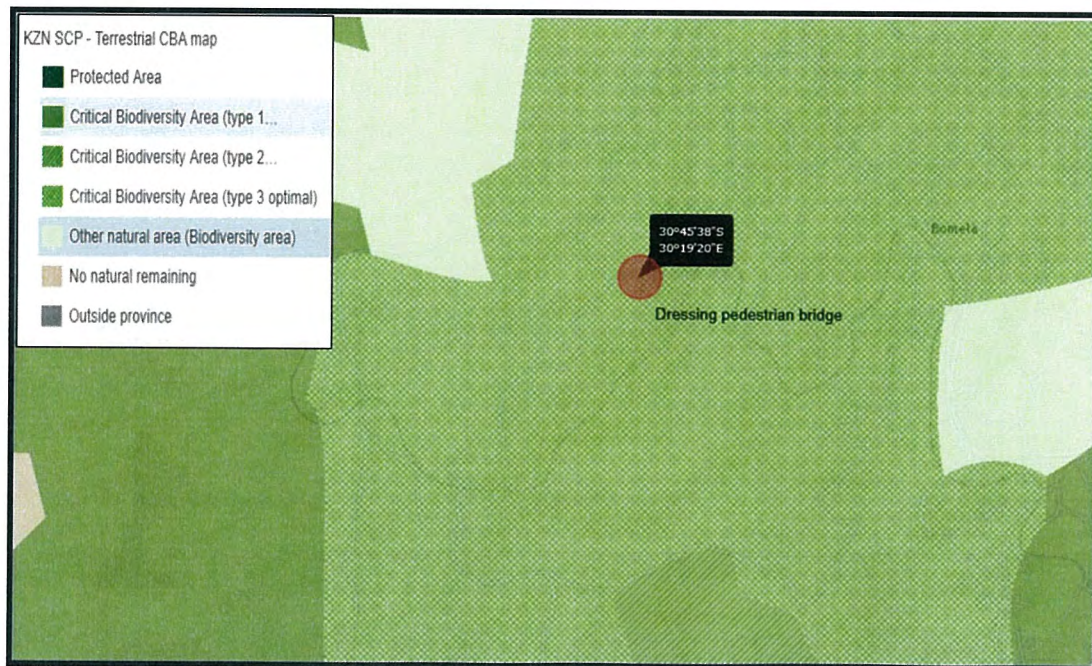 KZN SCP - Terrestrial CBA map
Protected Area
Critical Biodiversity Area (type 1...
Critical Biodiversity Area (type 2...
Critical Biodiversity Area (type 3 optimal)
Other natural area (Biodiversity area)
No natural remaining
Outside province
30°45'38"S
30°19'20"E
Bomela
Dressing pedestrian bridge